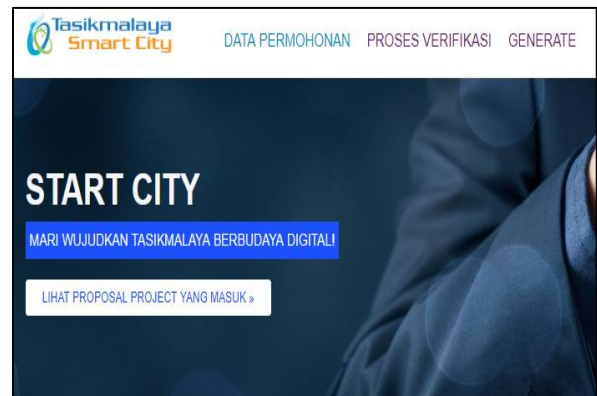 Tasikmalaya
Smart City
DATA PERMOHONAN PROSES VERIFIKASI GENERATE
START CITY
MARI WUJUDKAN TASIKMALAYA BERBUDAYA DIGITAL!
LIHAT PROPOSAL PROJECT YANG MASUK »